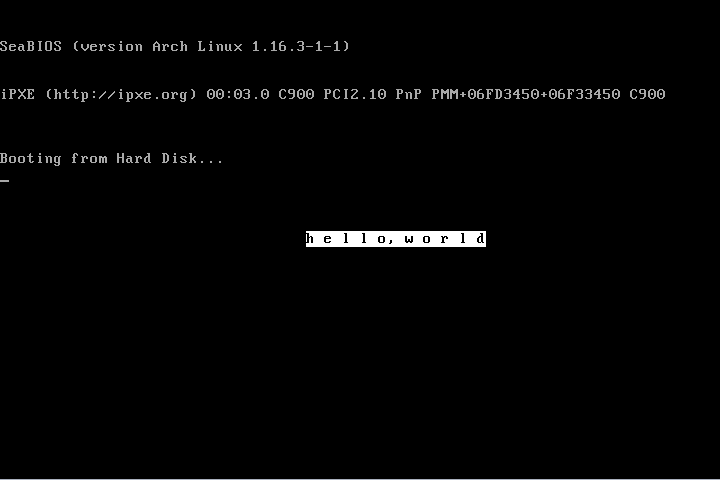 SeaBIOS (version Arch Linux 1.16.3-1-1)
iPXE (http://ipxe.org) 00:03.0 C900 PCI2.10 PnP PMM+06FD3450+06F33450 C900
Booting from Hard Disk...
h e l l o, w o r l d